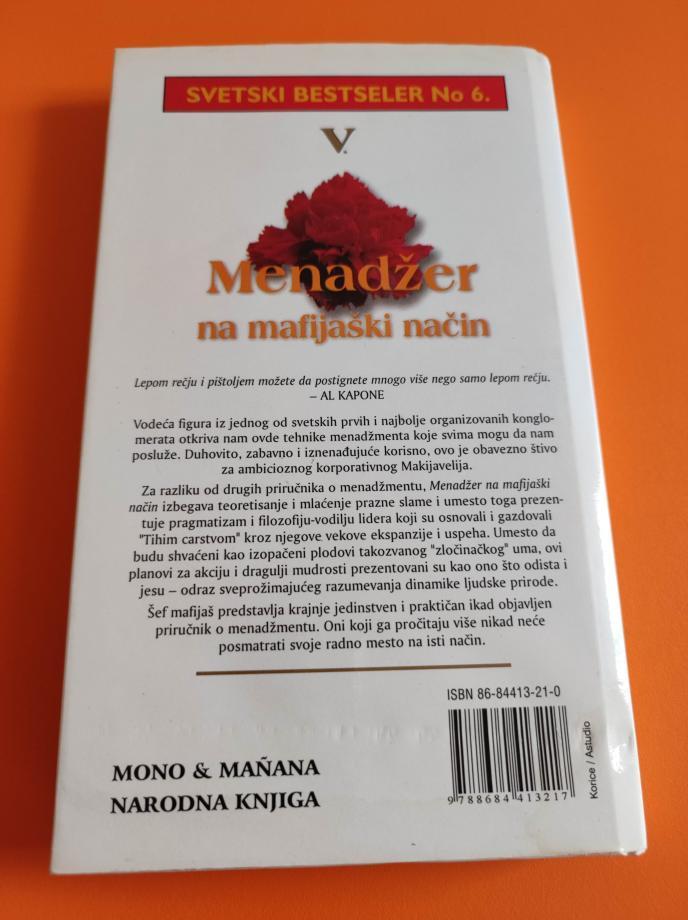 SVETSKI BESTSELER No 6.
V.
Menadžer
na mafijaški način
Lepom rečju i pištoljem možete da postignete mnogo više nego samo lepom rečju.
– AL KAPONE
Vodeća figura iz jednog od svetskih prvih i najbolje organizovanih konglo-
merata otkriva nam ovde tehnike menadžmenta koje svima mogu da nam
posluže. Duhovito, zabavno i iznenađujuće korisno, ovo je obavezno štivo
za ambicioznog korporativnog Makijavelija.
Za razliku od drugih priručnika o menadžmentu, Menadžer na mafijaški
način izbegava teoretisanje i mlaćenje prazne slame i umesto toga prezen-
tuje pragmatizam i filozofiju-vodilju lidera koji su osnovali i gazdovali
"Tihim carstvom" kroz njegove vekove ekspanzije i uspeha. Umesto da
budu shvaćeni kao izopačeni plodovi takozvanog "zločinačkog" uma, ovi
planovi za akciju i dragulji mudrosti prezentovani su kao ono što odista i
jesu – odraz sveprožimajućeg razumevanja dinamike ljudske prirode.
Šef mafijaš predstavlja krajnje jedinstven i praktičan ikad objavljen
priručnik o menadžmentu. Oni koji ga pročitaju više nikad neće
posmatrati svoje radno mesto na isti način.
ISBN 86-84413-21-0
9 788684 413217
Korice / Astudio
MONO & MAÑANA
NARODNA KNJIGA